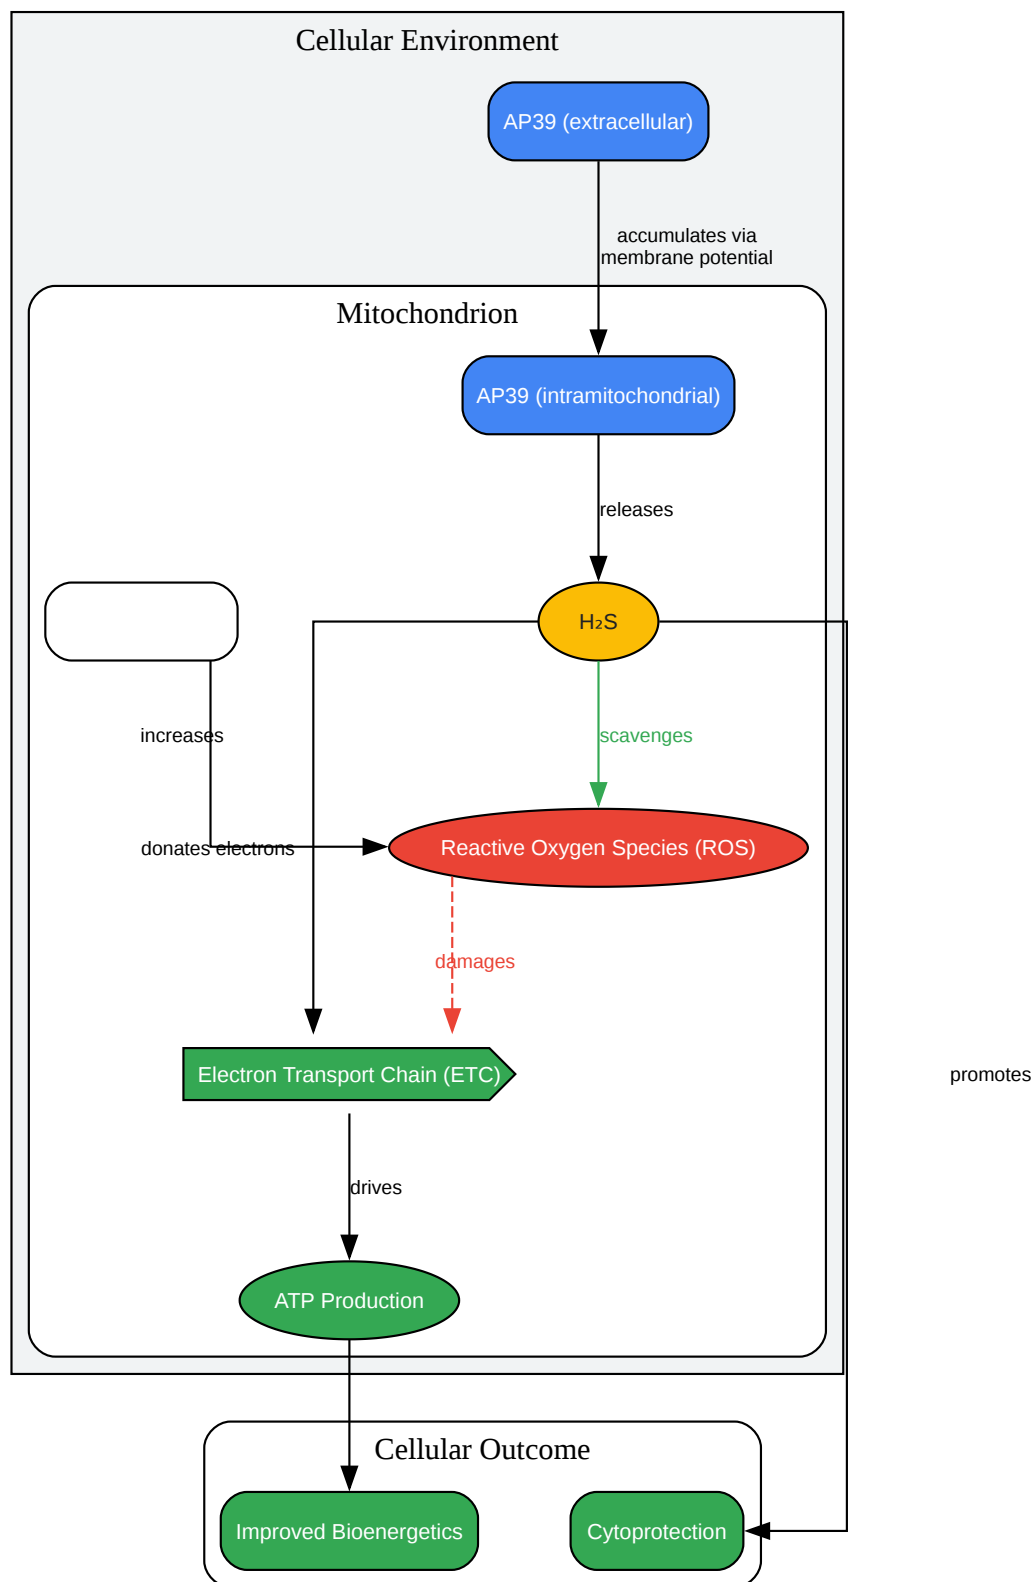 Cellular Environment
AP39 (extracellular)
accumulates via
membrane potential
Mitochondrion
AP39 (intramitochondrial)
releases
H₂S
increases
scavenges
donates electrons
Reactive Oxygen Species (ROS)
damages
Electron Transport Chain (ETC)
promotes
drives
ATP Production
Cellular Outcome
Improved Bioenergetics
Cytoprotection